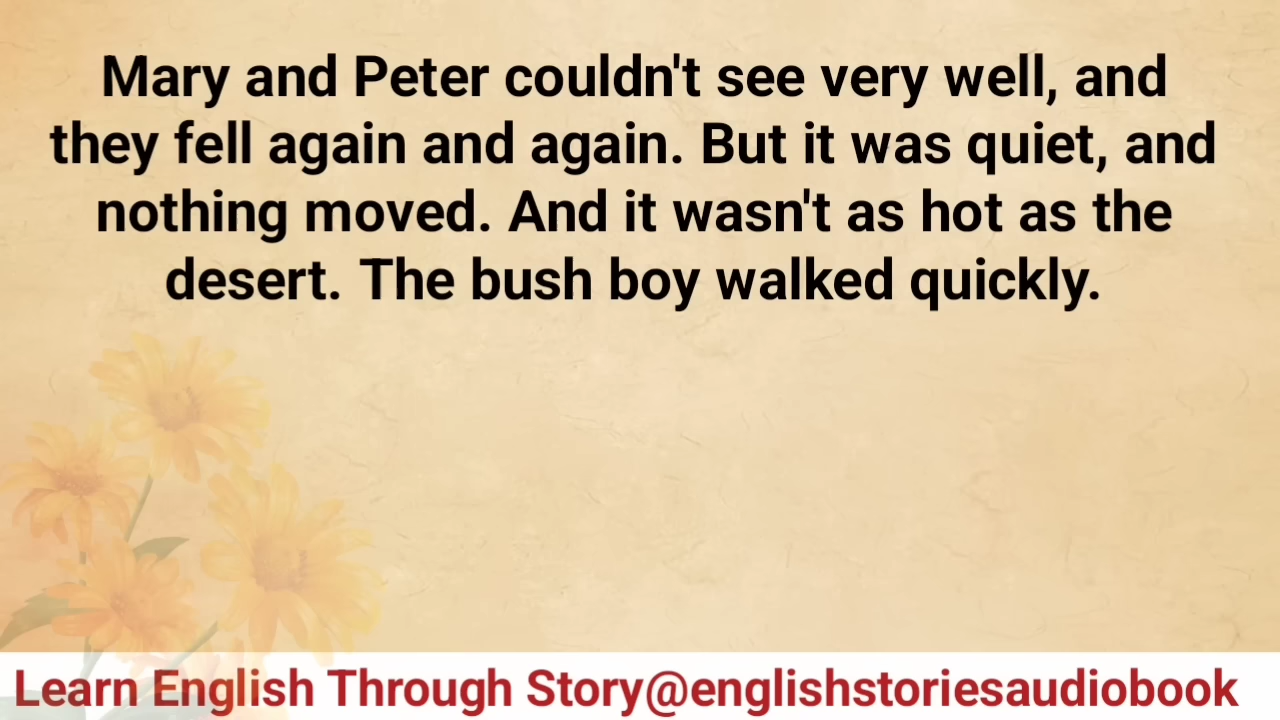 Mary and Peter couldn't see very well, and
they fell again and again. But it was quiet, and
nothing moved. And it wasn't as hot as the
desert. The bush boy walked quickly.
Learn English Through Story@englishstoriesaudiobook